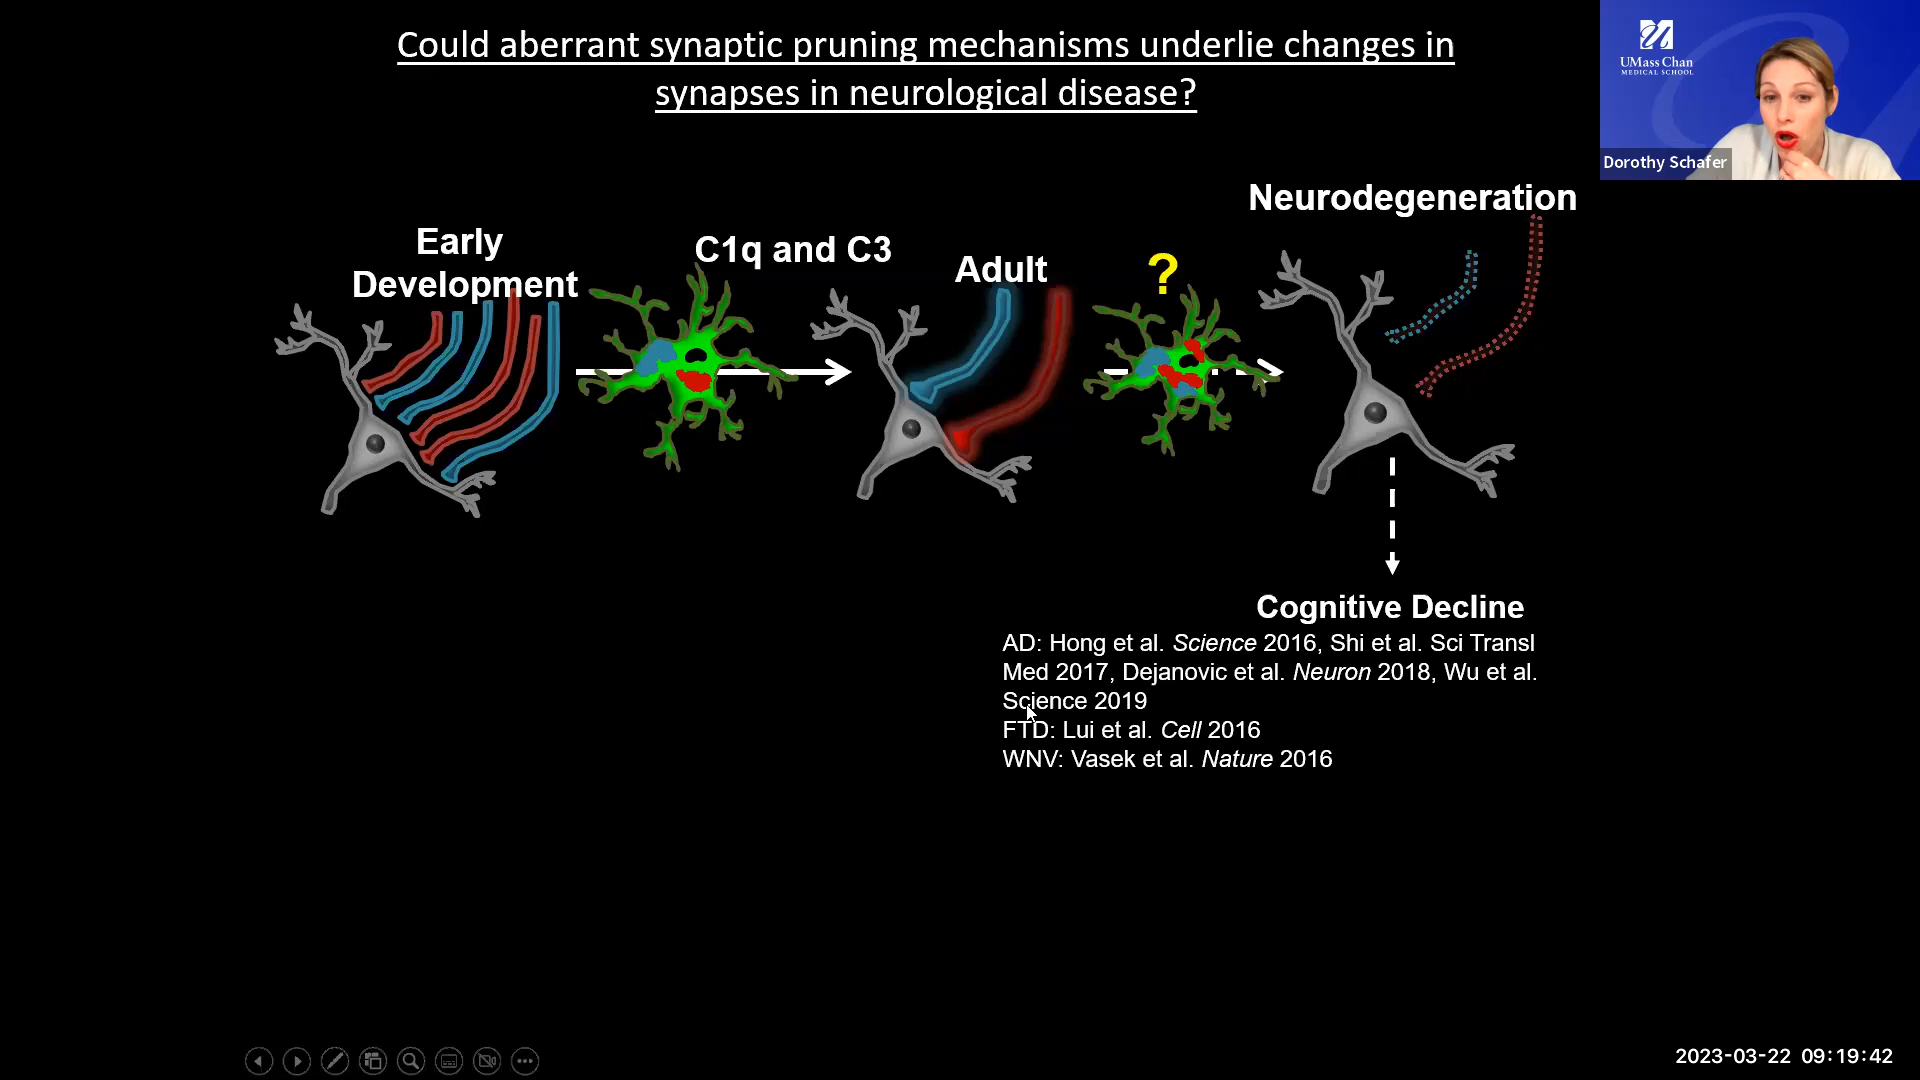 Could aberrant synaptic pruning mechanisms underlie changes in
synapses in neurological disease?
UMass Chan
MEDICAL SCHOOL
Dorothy Schafer
Early
Development
C1q and C3
Adult
?
Neurodegeneration
Cognitive Decline
AD: Hong et al. Science 2016, Shi et al. Sci Transl
Med 2017, Dejanovic et al. Neuron 2018, Wu et al.
Science 2019
FTD: Lui et al. Cell 2016
WNV: Vasek et al. Nature 2016
2023-03-22 09:19:42